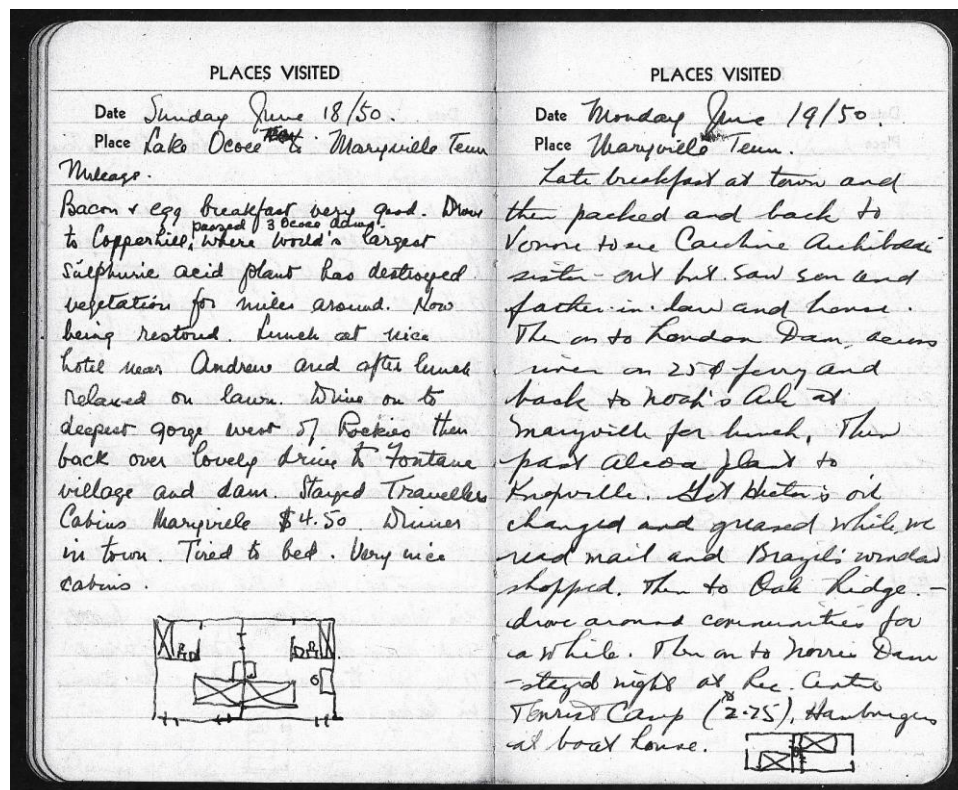 PLACES VISITED
Date Sunday June 18/50.
Place Lake Ococee to Maryville Tenn
Mileage.
Bacon & egg breakfast very good. Drove
passed 3 Ococe dams.
to Copperhill, where World's largest
Sulphuric acid plant has destroyed
vegetation for miles around. Now
being restored. Lunch at nice
hotel near Andrew and after lunch
relaxed on lawn. Drive on to
deepest gorge west of Rockies then
back over lovely drive to Fontane
village and dam. Stayed Travellers
Cabins Maryville $4.50. Dinner
in town. Tired to bed. Very nice
cabins.
PLACES VISITED
Date Monday June 19/50.
Place Maryville Tenn.
Late breakfast at town and
then packed and back to
Vonore to see
sister - out but saw son and
father-in-law and house.
Then on to Loudon Dam, across
river on 25¢ ferry and
back to Noah's Ark at
Maryville for lunch. Then
past Alcoa plant to
Knoxville. Got Hector's oil
changed and greased while we
read mail and window
shopped. Then to Oak Ridge. -
drove around communities for
a while. Then on to Norris Dam
- stayed night at Rec. Centre
Tourist Camp (2.25), Hamburgers
at boat house.